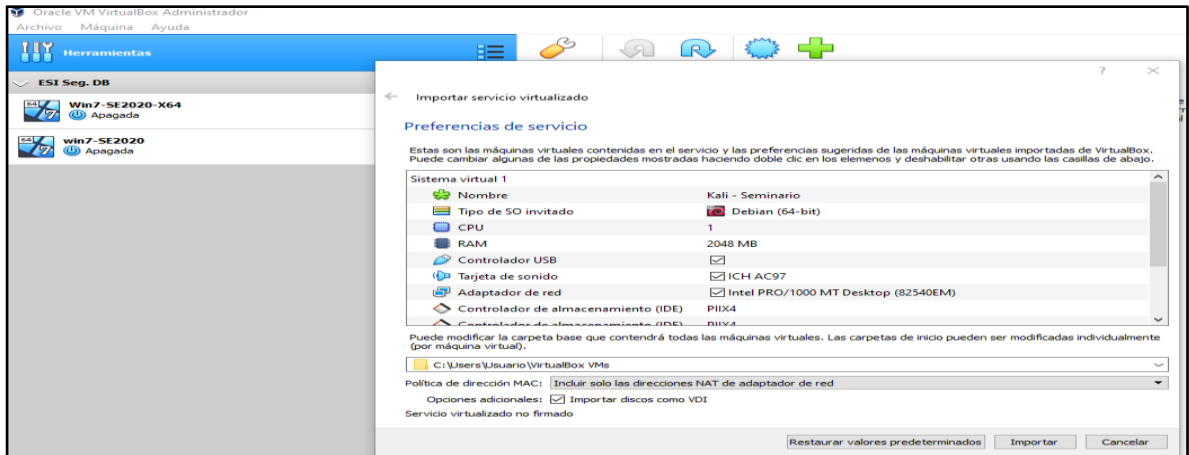 Oracle VM VirtualBox Administrador
Archivo Máquina Ayuda
Herramientas
ESI Seg. DB
64
Win7-SE2020-X64
Apagada
64
win7-SE2020
Apagada
?
Importar servicio virtualizado
Preferencias de servicio
Estas son las máquinas virtuales contenidas en el servicio y las preferencias sugeridas de las máquinas virtuales importadas de VirtualBox.
Puede cambiar algunas de las propiedades mostradas haciendo doble clic en los elemenos y deshabilitar otras usando las casillas de abajo.
Sistema virtual 1
Nombre Kali - Seminario
Tipo de SO invitado Debian (64-bit)
CPU 1
RAM 2048 MB
Controlador USB
Tarjeta de sonido ICH AC97
Adaptador de red Intel PRO/1000 MT Desktop (82540EM)
Controlador de almacenamiento (IDE) PIIX4
Controlador de almacenamiento (IDE) PIIX4
Puede modificar la carpeta base que contendrá todas las máquinas virtuales. Las carpetas de inicio pueden ser modificadas individualmente
(por máquina virtual).
C:\Users\Usuario\VirtualBox VMs
Política de dirección MAC: Incluir solo las direcciones NAT de adaptador de red
Opciones adicionales: Importar discos como VDI
Servicio virtualizado no firmado
Restaurar valores predeterminados Importar Cancelar